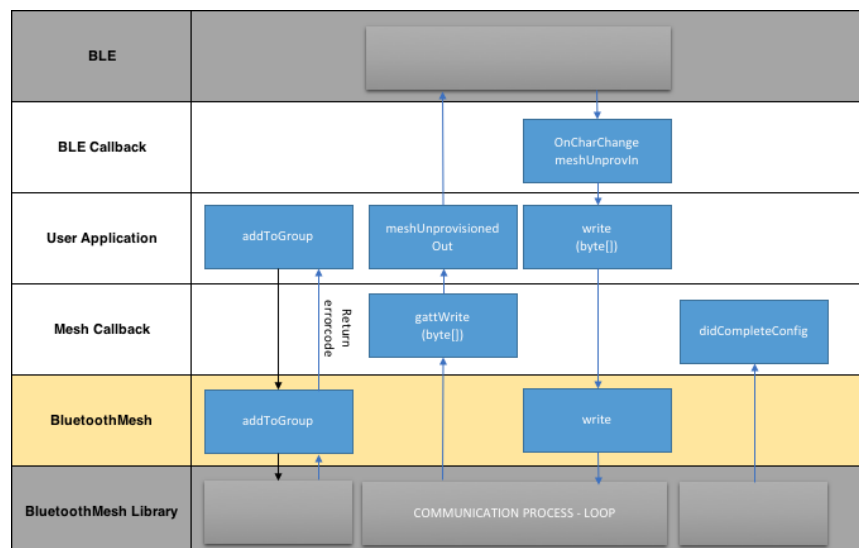 BLE
BLE Callback
OnCharChange
meshUnprovIn
User Application
addToGroup
meshUnprovisioned
Out
write
(byte[])
Mesh Callback
Return
errorcode
gattWrite
(byte[])
didCompleteConfig
BluetoothMesh
addToGroup
write
BluetoothMesh Library
COMMUNICATION PROCESS - LOOP